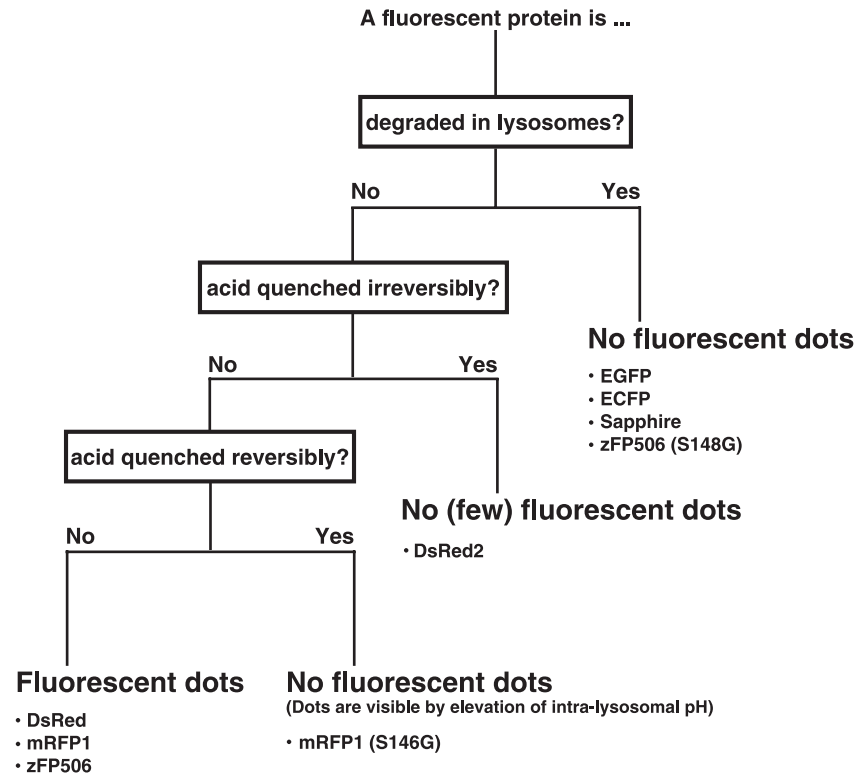 A fluorescent protein is ...
degraded in lysosomes?
No
Yes
acid quenched irreversibly?
No fluorescent dots
• EGFP
• ECFP
• Sapphire
• zFP506 (S148G)
No
Yes
acid quenched reversibly?
No (few) fluorescent dots
• DsRed2
No
Yes
Fluorescent dots
• DsRed
• mRFP1
• zFP506
No fluorescent dots
(Dots are visible by elevation of intra-lysosomal pH)
• mRFP1 (S146G)